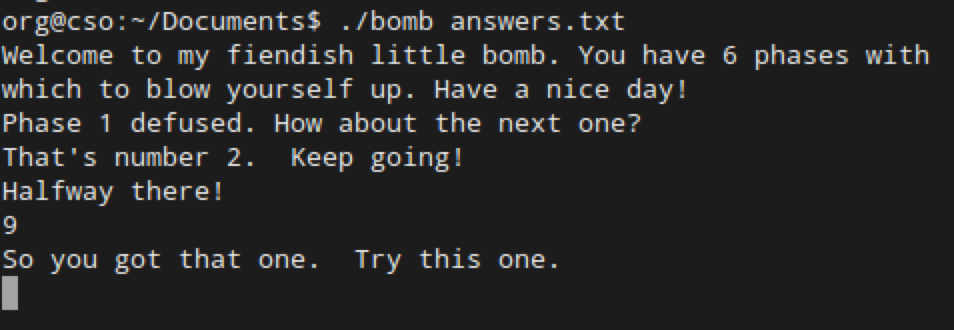 org@cso:~/Documents$ ./bomb answers.txt
Welcome to my fiendish little bomb. You have 6 phases with
which to blow yourself up. Have a nice day!
Phase 1 defused. How about the next one?
That's number 2.  Keep going!
Halfway there!
9
So you got that one.  Try this one.